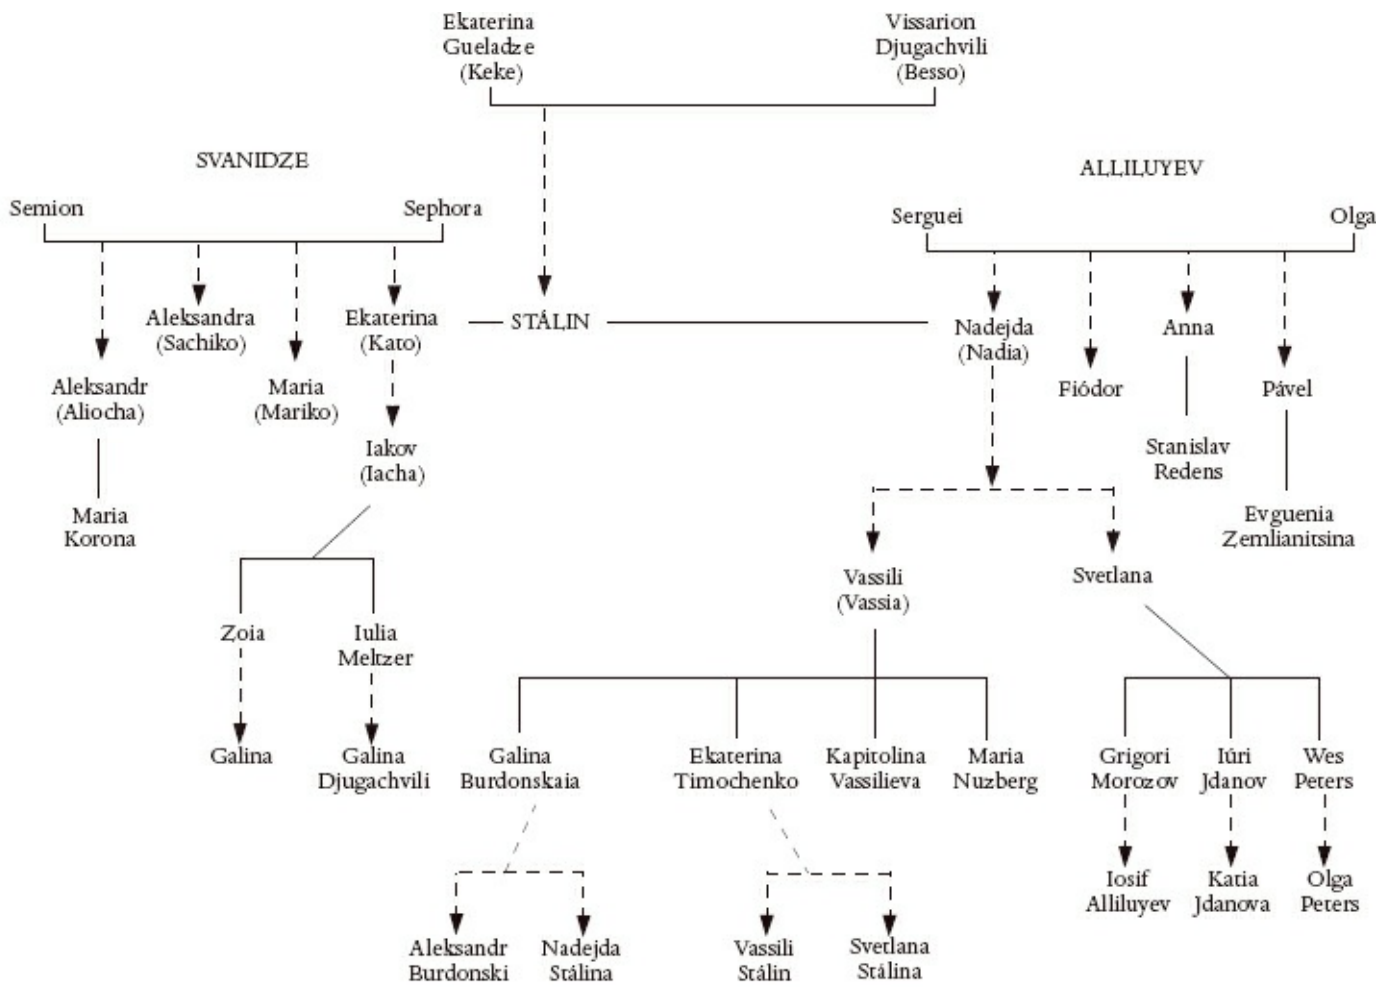 Ekaterina
Gueladze
(Keke)
Vissarion
Djugachvili
(Besso)
SVANIDZE
ALLILUYEV
Semion
Sephora
Serguei
Olga
Aleksandr
(Aliocha)
Aleksandra
(Sachiko)
Maria
(Mariko)
Ekaterina
(Kato)
STÁLIN
Nadejda
(Nadia)
Fiódor
Anna
Pável
Maria
Korona
Iakov
(Iacha)
Stanislav
Redens
Evguenia
Zemlianitsina
Zoia
Iulia
Meltzer
Vassili
(Vassia)
Svetlana
Galina
Galina
Djugachvili
Galina
Burdonskaia
Ekaterina
Timochenko
Kapitolina
Vassilieva
Maria
Nuzberg
Grigori
Morozov
Iúri
Jdanov
Wes
Peters
Aleksandr
Burdonski
Nadejda
Stálina
Vassili
Stálin
Svetlana
Stálina
Iosif
Alliluyev
Katia
Jdanova
Olga
Peters